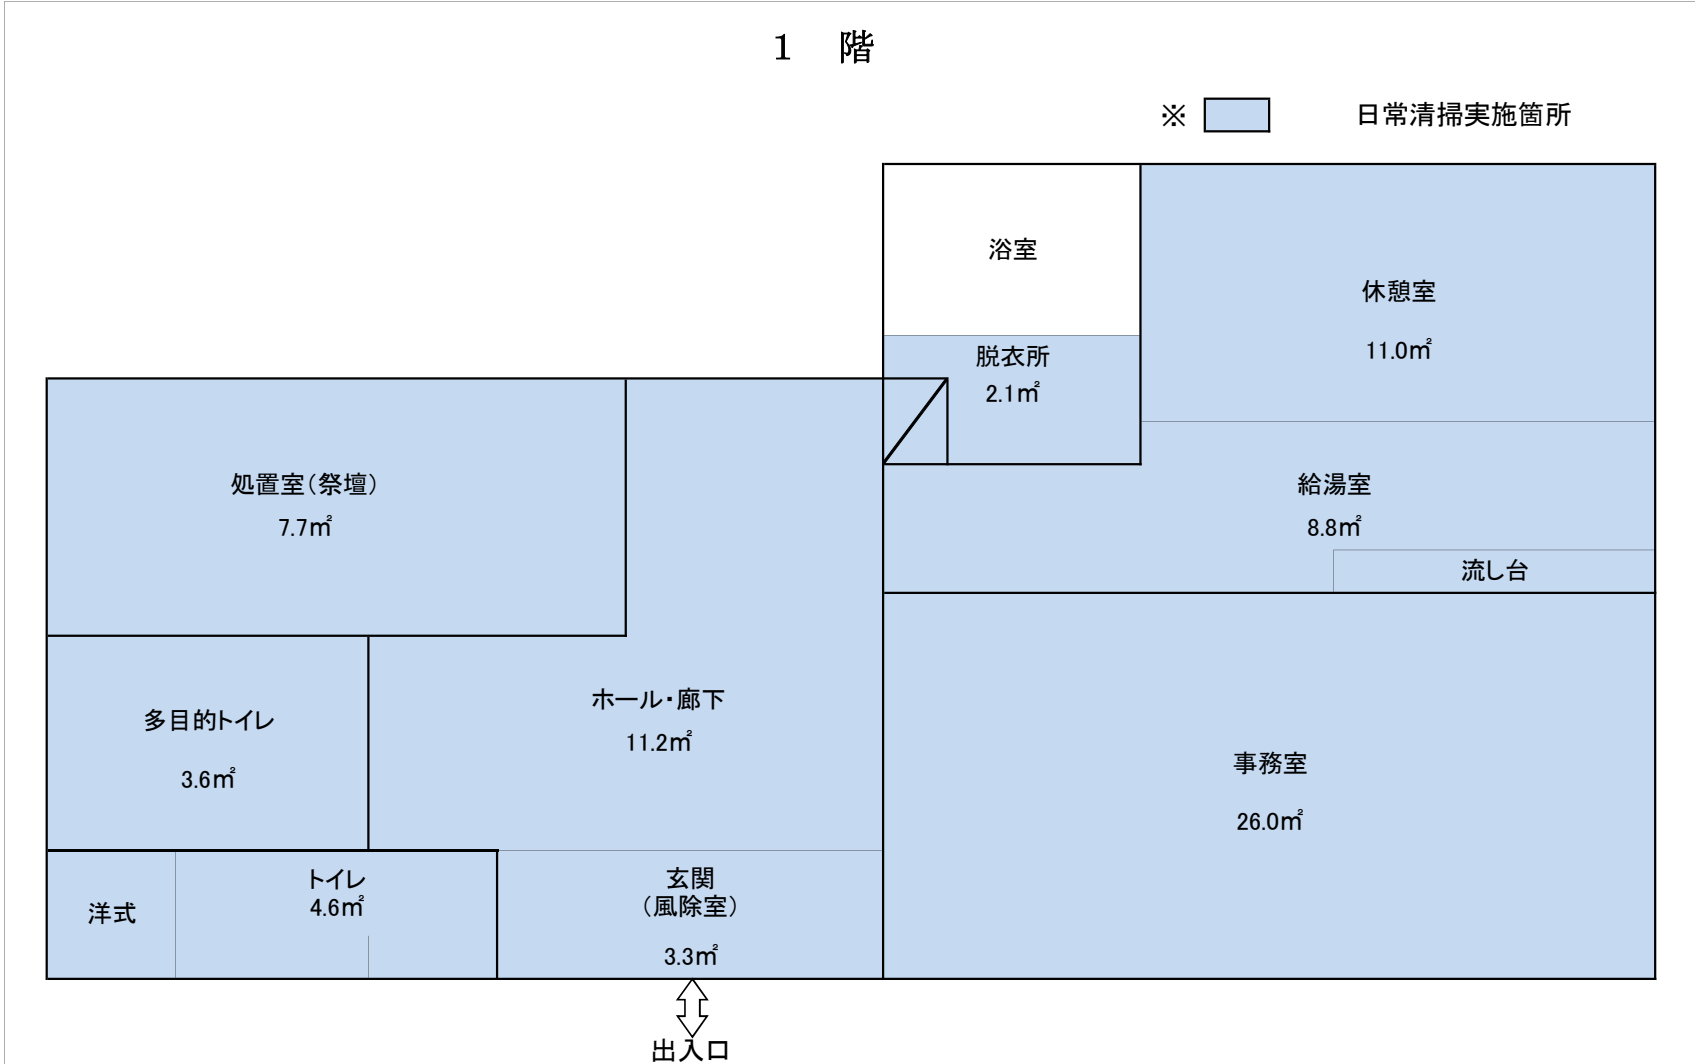 １　階
※　日常清掃実施箇所
浴室
休憩室
11.0㎡
脱衣所
2.1㎡
処置室（祭壇）
7.7㎡
給湯室
8.8㎡
流し台
多目的トイレ
3.6㎡
ホール・廊下
11.2㎡
事務室
26.0㎡
洋式
トイレ
4.6㎡
玄関
（風除室）
3.3㎡
出入口